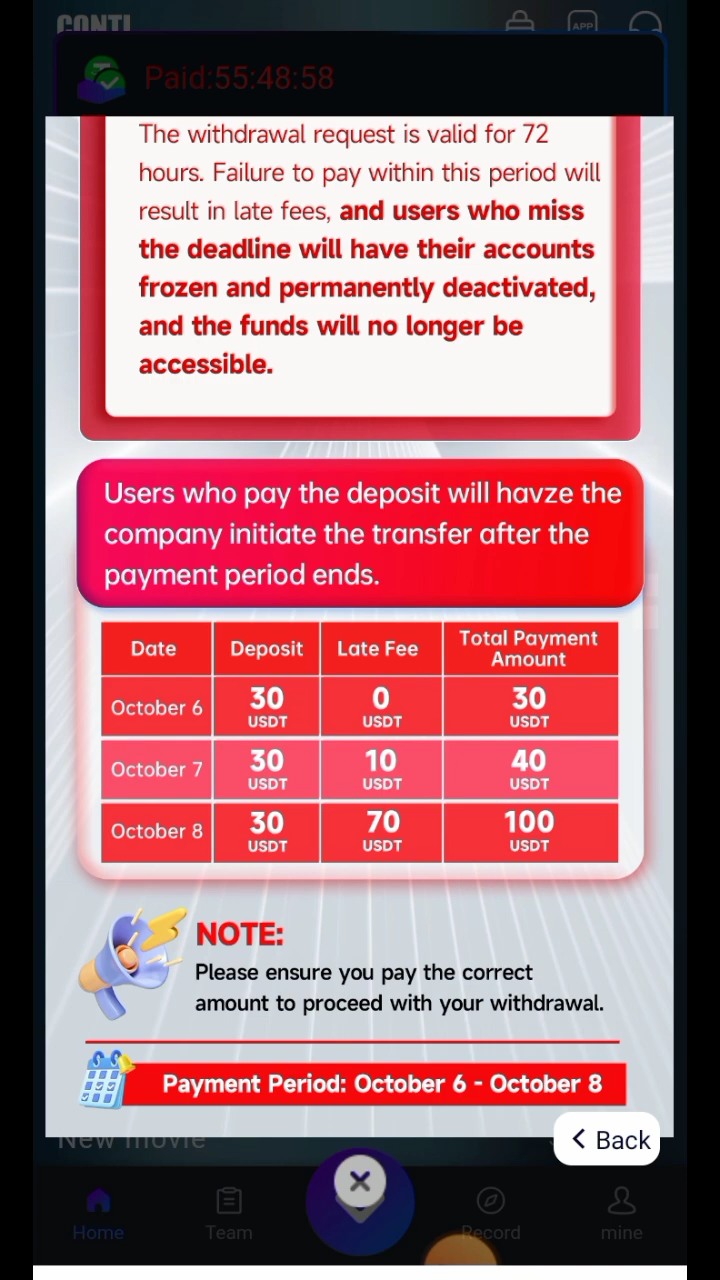 CONTI
APP
Paid:55:48:58
The withdrawal request is valid for 72
hours. Failure to pay within this period will
result in late fees, and users who miss
the deadline will have their accounts
frozen and permanently deactivated,
and the funds will no longer be
accessible.
Users who pay the deposit will havze the
company initiate the transfer after the
payment period ends.
Date Deposit Late Fee Total Payment
Amount
October 6 30 USDT 0 USDT 30 USDT
October 7 30 USDT 10 USDT 40 USDT
October 8 30 USDT 70 USDT 100 USDT
NOTE:
Please ensure you pay the correct
amount to proceed with your withdrawal.
Payment Period: October 6 - October 8
Back
New movie
Home Team Record mine